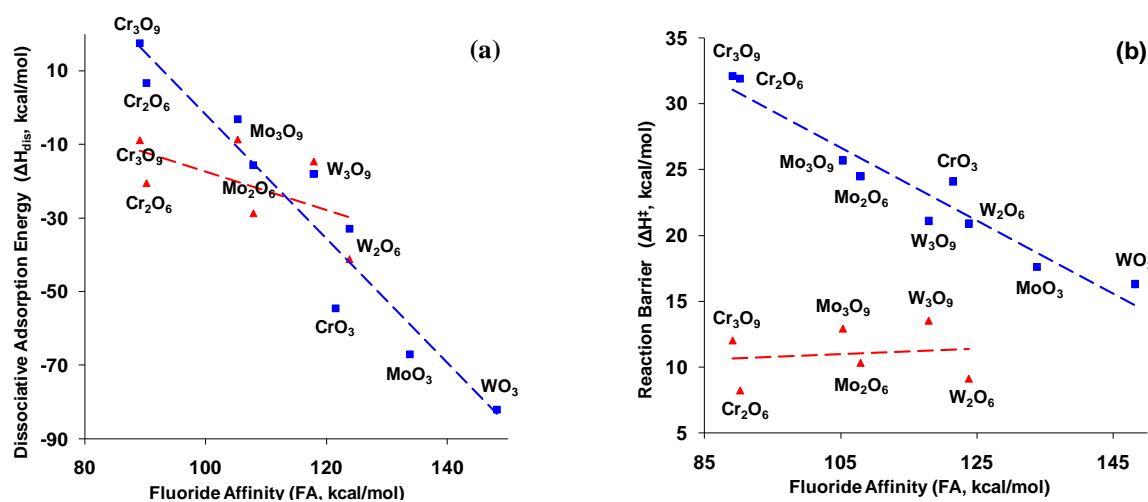 (a)
Dissociative Adsorption Energy (ΔH_dis, kcal/mol)
10
-10
-30
-50
-70
-90
Cr₃O₉
Cr₂O₆
Cr₃O₉
Cr₂O₆
Mo₃O₉
Mo₂O₆
W₃O₉
W₂O₆
CrO₃
MoO₃
WO₃
80 100 120 140
Fluoride Affinity (FA, kcal/mol)
(b)
Reaction Barrier (ΔH‡, kcal/mol)
35
30
25
20
15
10
5
Cr₃O₉
Cr₂O₆
Mo₃O₉
Mo₂O₆
CrO₃
W₃O₉
W₂O₆
MoO₃
WO
Cr₃O₉
Cr₂O₆
Mo₃O₉
Mo₂O₆
W₃O₉
W₂O₆
85 105 125 145
Fluoride Affinity (FA, kcal/mol)